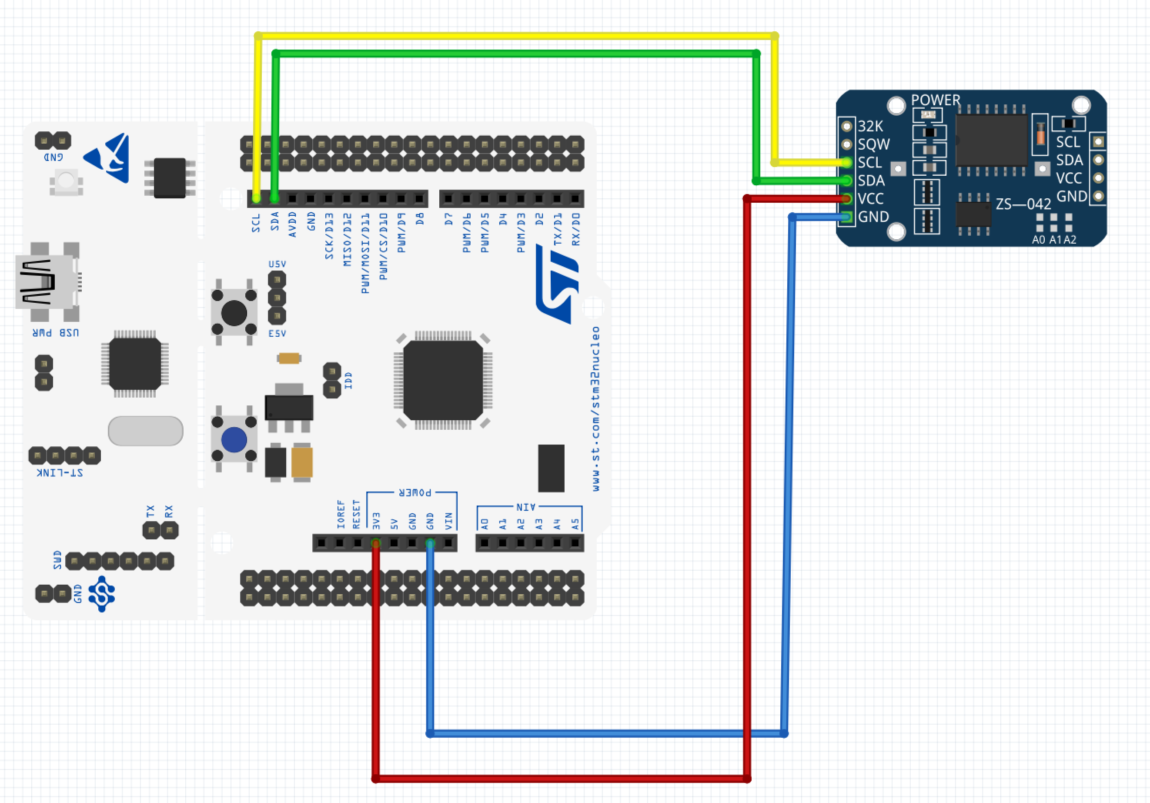 GND
SCL
SDA
AVDD
GND
SCK/D13
MISO/D12
PWM/MOSI/D11
PWM/CS/D10
PWM/D9
D8
D7
PWM/D6
PWM/D5
D4
PWM/D3
D2
TX/D1
RX/D0
ST
U5V
E5V
USB PWR
IDD
www.st.com/stm32nucleo
ST-LINK
TX
RX
SWD
GND
POWER
IOREF
RESET
3V3
5V
GND
GND
VIN
AIN
A0
A1
A2
A3
A4
A5
POWER
32K
SQW
SCL
SDA
VCC
GND
SCL
SDA
VCC
GND
ZS—042
A0 A1 A2